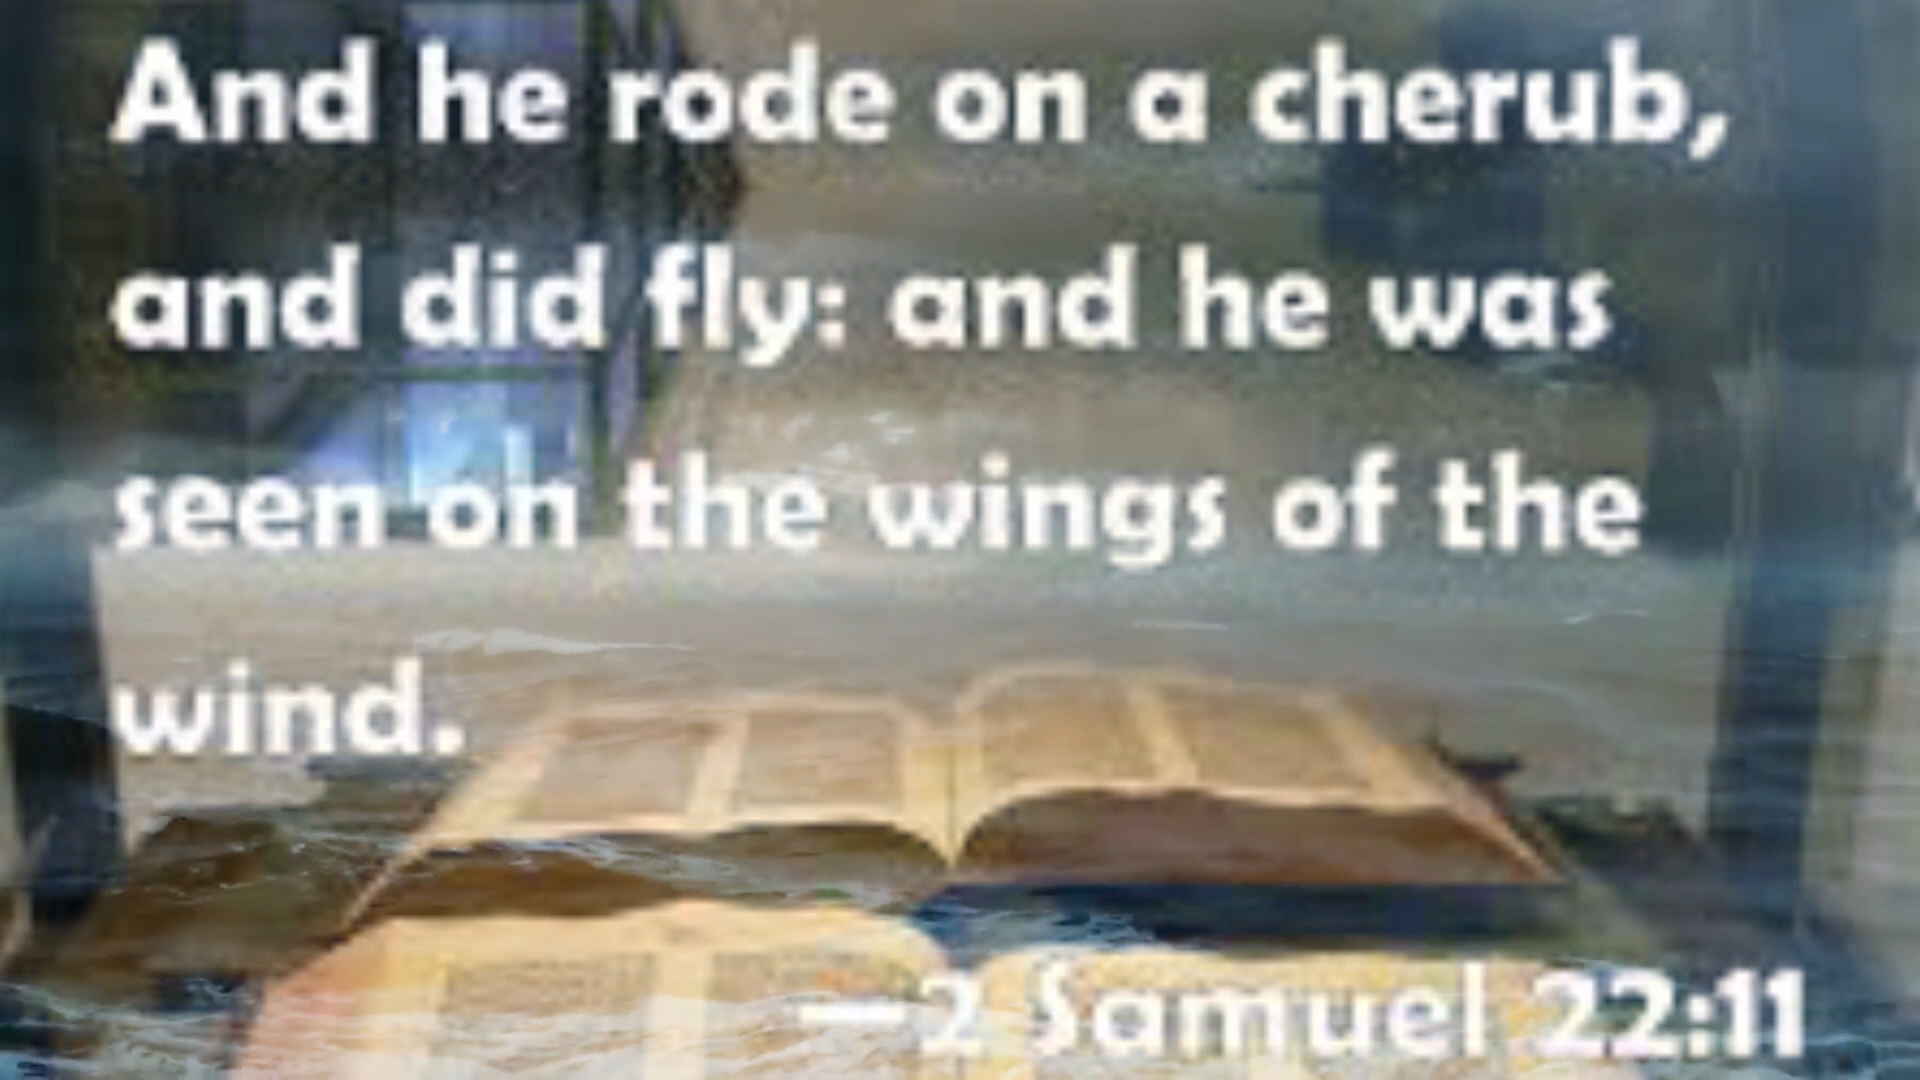 And he rode on a cherub,
and did fly: and he was
seen on the wings of the
wind.
—2 Samuel 22:11